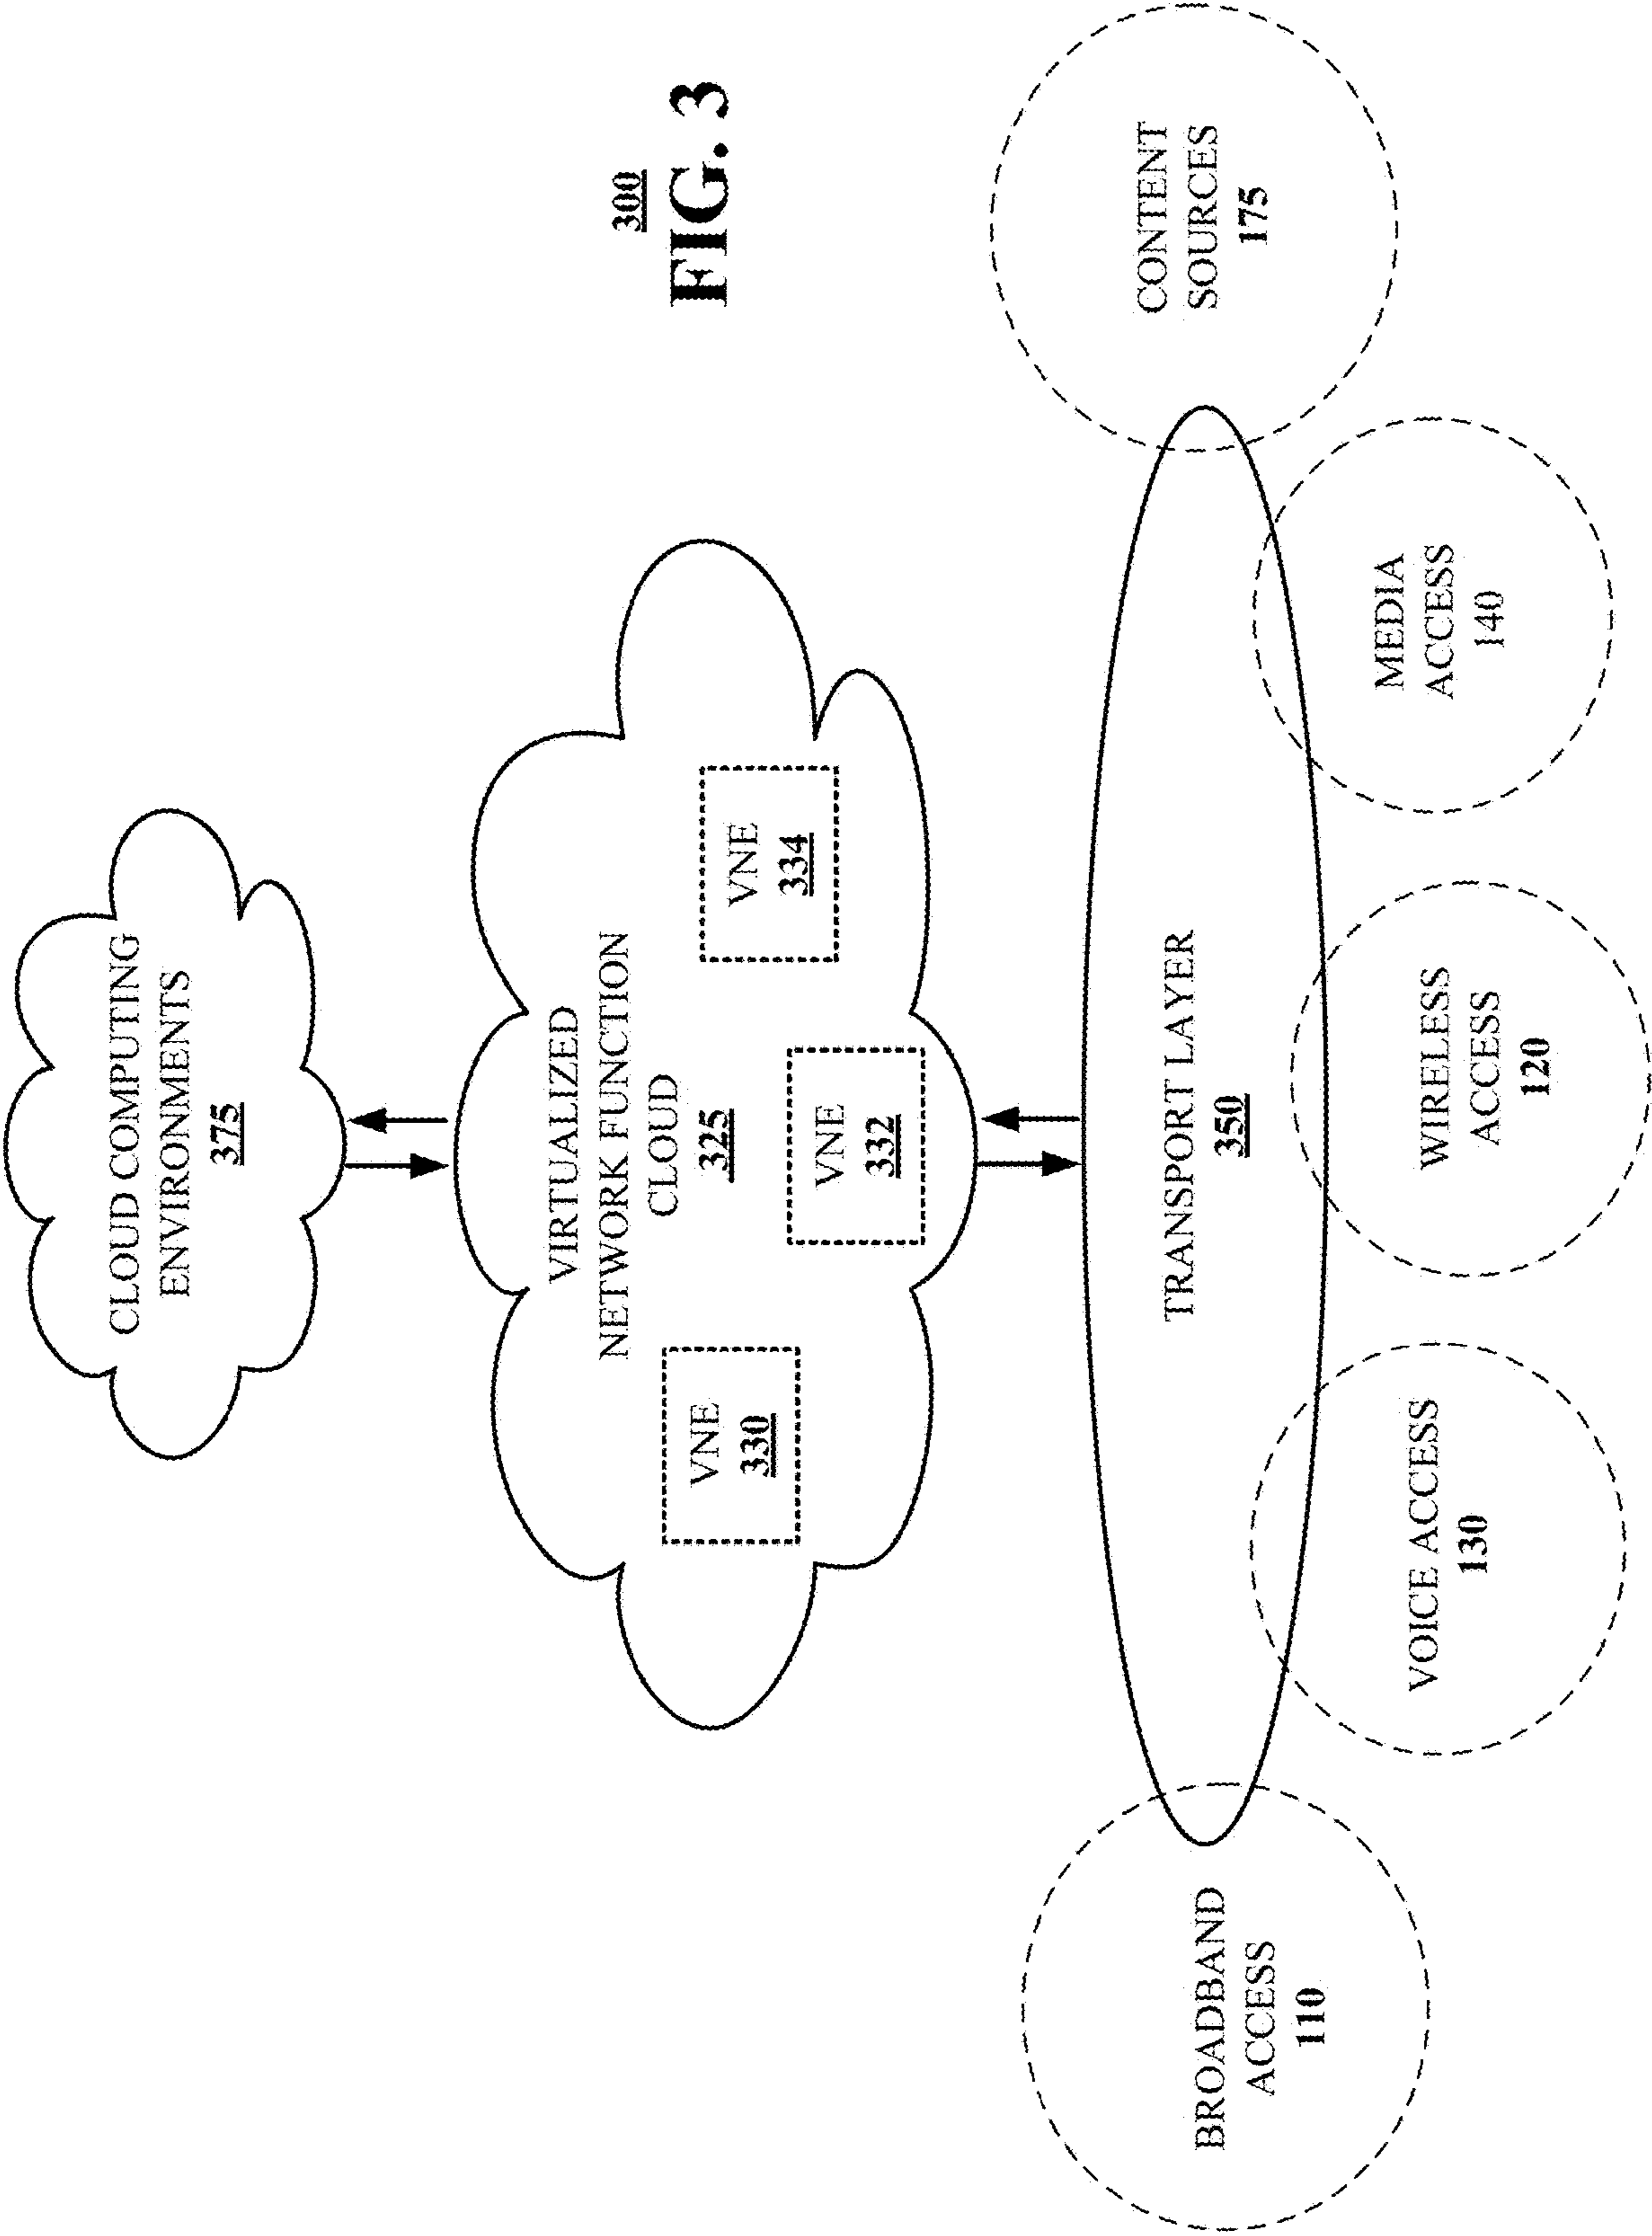 CLOUD COMPUTING
ENVIRONMENTS
375
VIRTUALIZED
NETWORK FUNCTION
CLOUD
325
VNE
330
VNE
332
VNE
334
300
FIG. 3
TRANSPORT LAYER
350
BROADBAND
ACCESS
110
VOICE ACCESS
130
WIRELESS
ACCESS
120
MEDIA
ACCESS
140
CONTENT
SOURCES
175